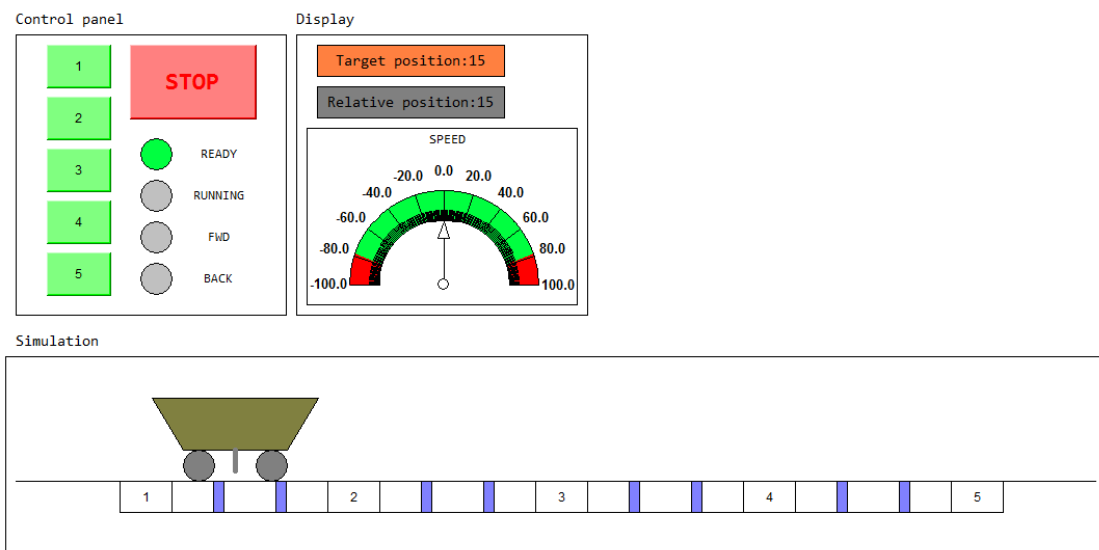 Control panel
1
2
3
4
5
STOP
READY
RUNNING
FWD
BACK
Display
Target position:15
Relative position:15
SPEED
-100.0
-80.0
-60.0
-40.0
-20.0
0.0
20.0
40.0
60.0
80.0
100.0
Simulation
1 2 3 4 5